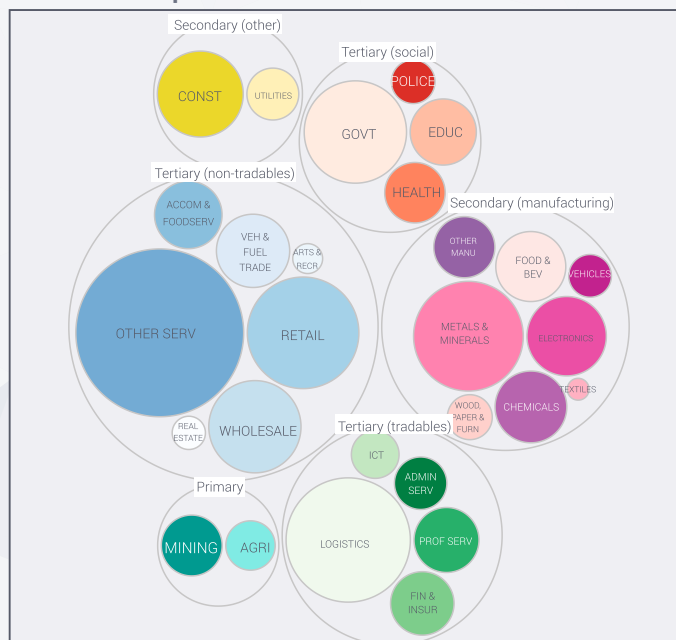 Secondary (other)
CONST
UTILITIES
Tertiary (social)
POLICE
GOVT
EDUC
HEALTH
Tertiary (non-tradables)
ACCOM &
FOODSERV
VEH &
FUEL
TRADE
ARTS &
RECR
OTHER SERV
RETAIL
REAL
ESTATE
WHOLESALE
Secondary (manufacturing)
OTHER
MANU
FOOD &
BEV
VEHICLES
METALS &
MINERALS
ELECTRONICS
TEXTILES
WOOD,
PAPER &
FURN
CHEMICALS
Tertiary (tradables)
ICT
ADMIN
SERV
LOGISTICS
PROF SERV
FIN &
INSUR
Primary
MINING
AGRI